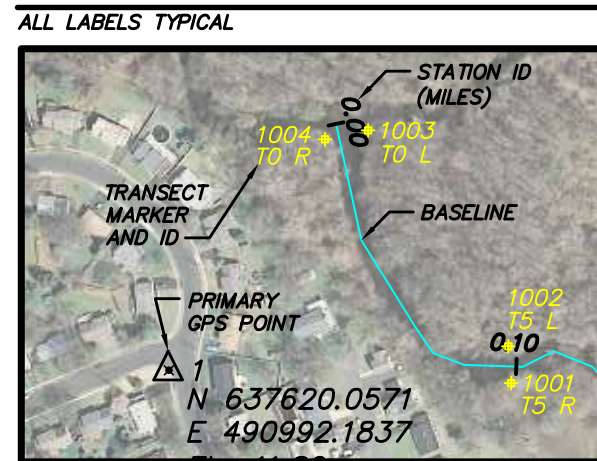 ALL LABELS TYPICAL
STATION ID
(MILES)
0.00
1004
T0 R
1003
T0 L
TRANSECT
MARKER
AND ID
BASELINE
PRIMARY
GPS POINT
1002
T5 L
0.10
1001
T5 R
1
N 637620.0571
E 490992.1837